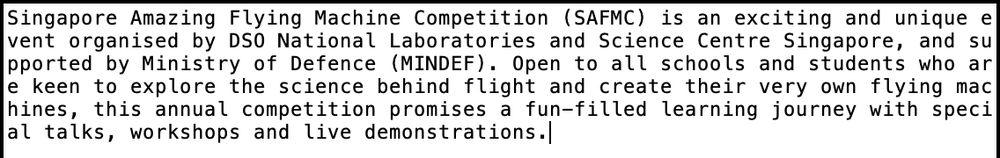 Singapore Amazing Flying Machine Competition (SAFMC) is an exciting and unique e
vent organised by DSO National Laboratories and Science Centre Singapore, and su
pported by Ministry of Defence (MINDEF). Open to all schools and students who ar
e keen to explore the science behind flight and create their very own flying mac
hines, this annual competition promises a fun-filled learning journey with speci
al talks, workshops and live demonstrations.